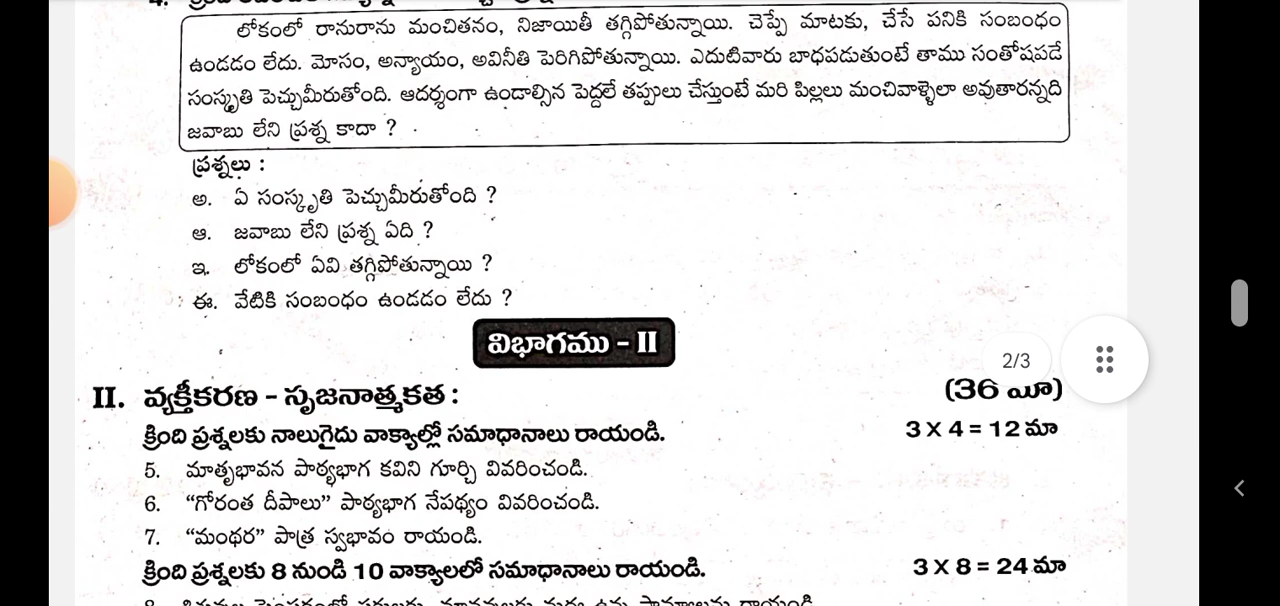 లోకంలో రానురాను మంచితనం, నిజాయితీ తగ్గిపోతున్నాయి. చెప్పే మాటకు, చేసే పనికి సంబంధం
ఉండడం లేదు. మోసం, అన్యాయం, అవినీతి పెరిగిపోతున్నాయి. ఎదుటివారు బాధపడుతుంటే తాము సంతోషపడే
సంస్కృతి పెచ్చుమీరుతోంది. ఆదర్శంగా ఉండాల్సిన పెద్దలే తప్పులు చేస్తుంటే మరి పిల్లలు మంచివాళ్ళెలా అవుతారన్నది
జవాబు లేని ప్రశ్న కాదా ?
ప్రశ్నలు :
అ. ఏ సంస్కృతి పెచ్చుమీరుతోంది ?
ఆ. జవాబు లేని ప్రశ్న ఏది ?
ఇ. లోకంలో ఏవి తగ్గిపోతున్నాయి ?
ఈ. వేటికి సంబంధం ఉండడం లేదు ?
విభాగము - II
2/3
II. వ్యక్తీకరణ - సృజనాత్మకత : (36 మా)
క్రింది ప్రశ్నలకు నాలుగైదు వాక్యాల్లో సమాధానాలు రాయండి. 3 X 4 = 12 మా
5. మాతృభావన పాఠ్యభాగ కవిని గూర్చి వివరించండి.
6. "గోరంత దీపాలు" పాఠ్యభాగ నేపథ్యం వివరించండి.
7. "మంథర" పాత్ర స్వభావం రాయండి.
క్రింది ప్రశ్నలకు 8 నుండి 10 వాక్యాలలో సమాధానాలు రాయండి. 3 X 8 = 24 మా